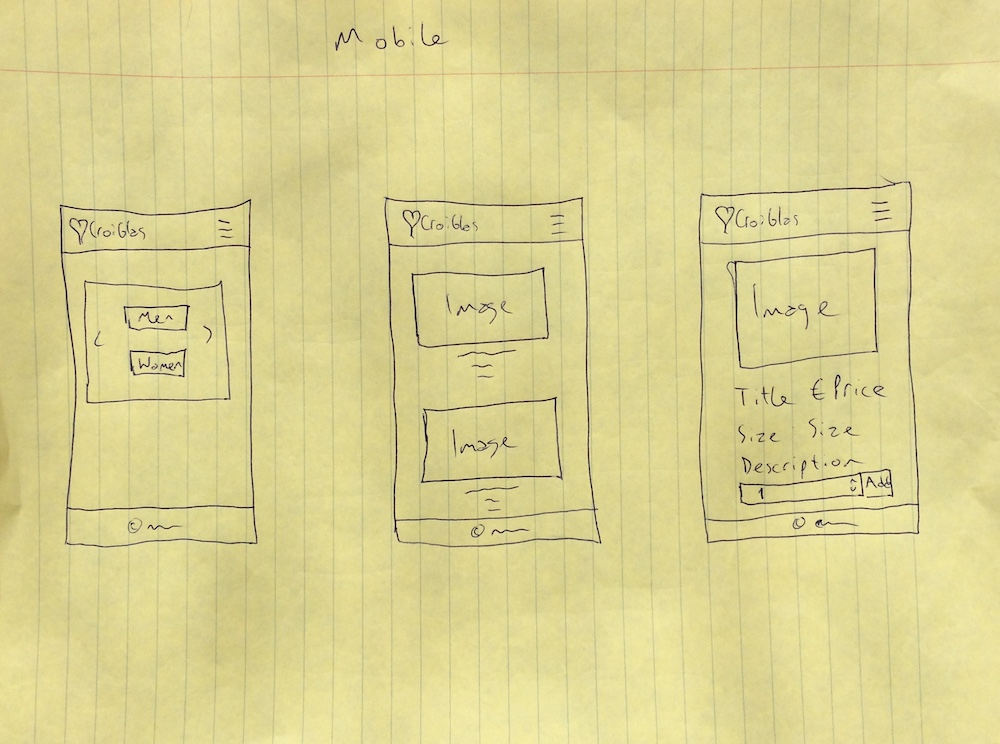 Mobile
CroíGlas
Men
Women
©
CroíGlas
Image
Image
©
CroíGlas
Image
Title €Price
Size Size
Description
1 Add
©